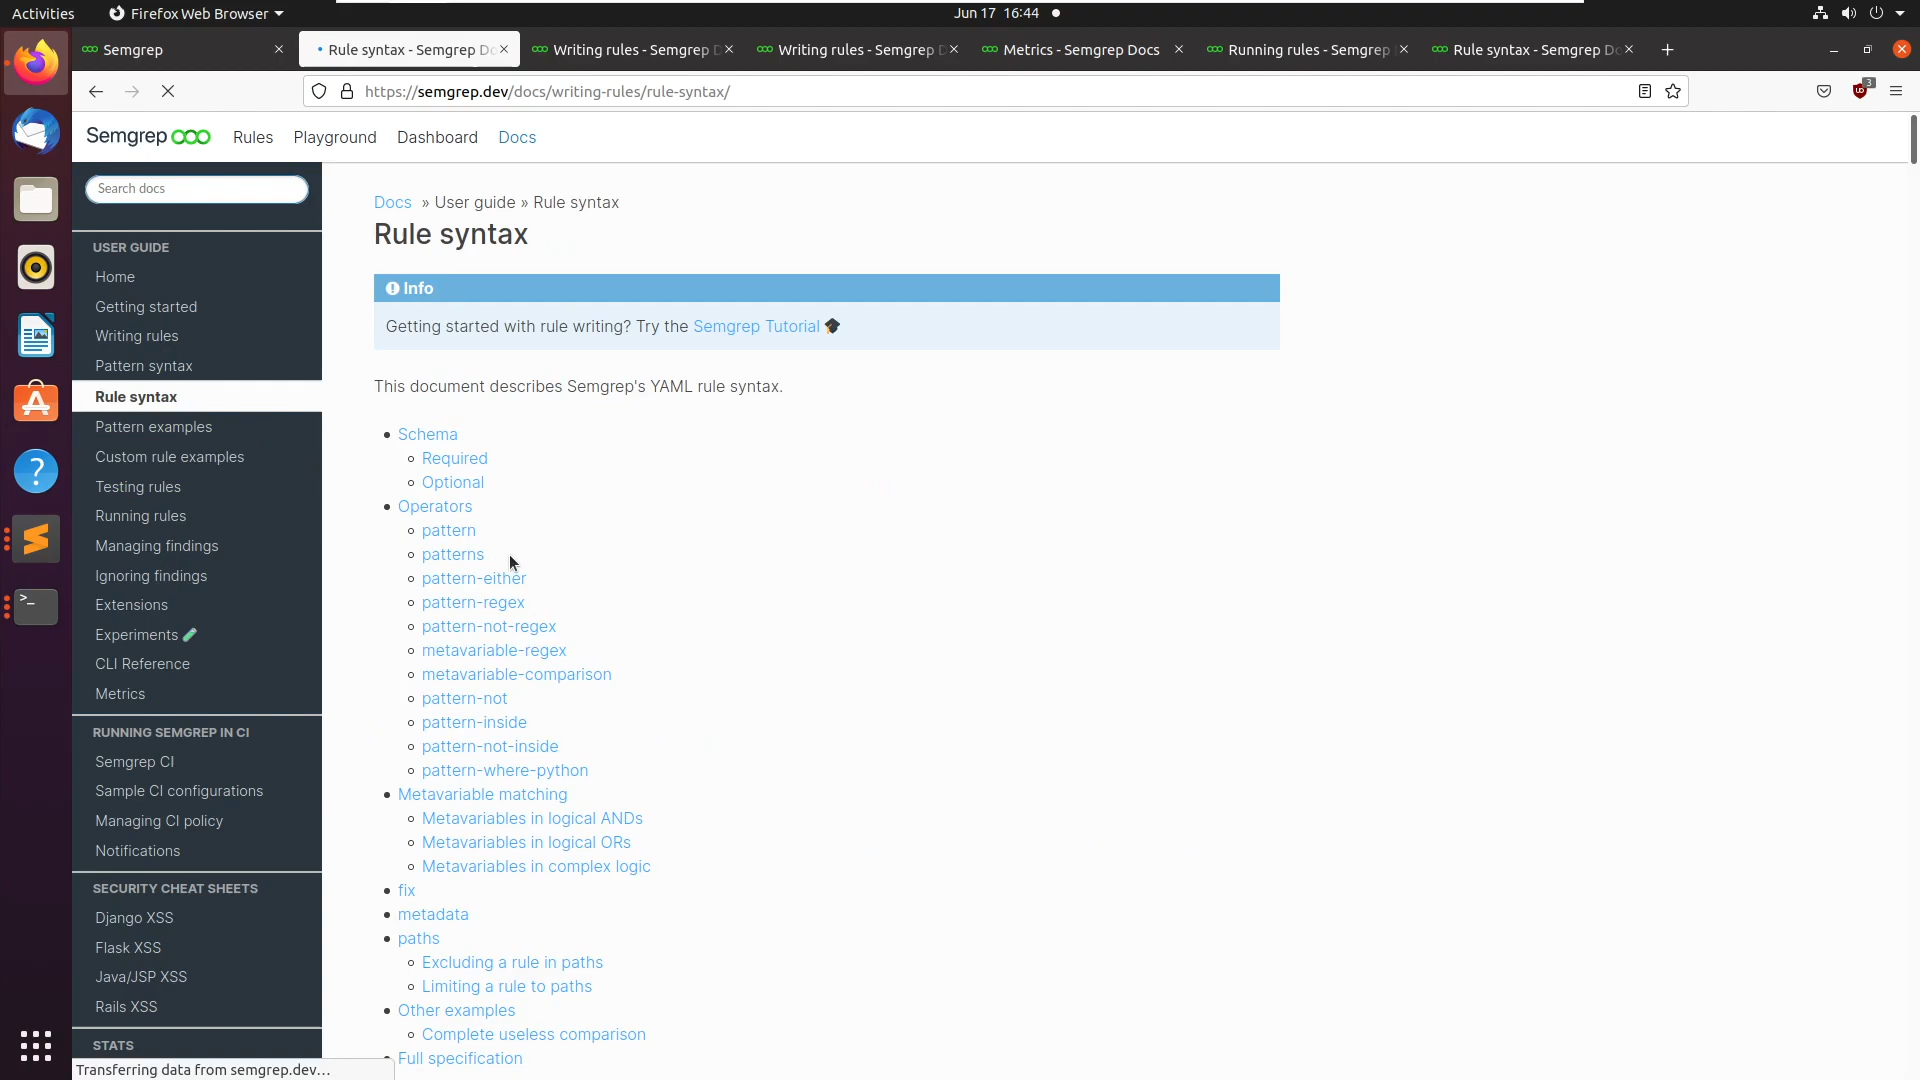 Activities
Firefox Web Browser
Jun 17 16:44
Semgrep
Rule syntax - Semgrep Do
Writing rules - Semgrep D
Writing rules - Semgrep D
Metrics - Semgrep Docs
Running rules - Semgrep
Rule syntax - Semgrep Do
https://semgrep.dev/docs/writing-rules/rule-syntax/
3
Semgrep
Rules
Playground
Dashboard
Docs
Search docs
USER GUIDE
Home
Getting started
Writing rules
Pattern syntax
Rule syntax
Pattern examples
Custom rule examples
Testing rules
Running rules
Managing findings
Ignoring findings
Extensions
Experiments
CLI Reference
Metrics
RUNNING SEMGREP IN CI
Semgrep CI
Sample CI configurations
Managing CI policy
Notifications
SECURITY CHEAT SHEETS
Django XSS
Flask XSS
Java/JSP XSS
Rails XSS
STATS
Docs » User guide » Rule syntax
Rule syntax
Info
Getting started with rule writing? Try the Semgrep Tutorial
This document describes Semgrep's YAML rule syntax.
Schema
Required
Optional
Operators
pattern
patterns
pattern-either
pattern-regex
pattern-not-regex
metavariable-regex
metavariable-comparison
pattern-not
pattern-inside
pattern-not-inside
pattern-where-python
Metavariable matching
Metavariables in logical ANDs
Metavariables in logical ORs
Metavariables in complex logic
fix
metadata
paths
Excluding a rule in paths
Limiting a rule to paths
Other examples
Complete useless comparison
Full specification
Transferring data from semgrep.dev…